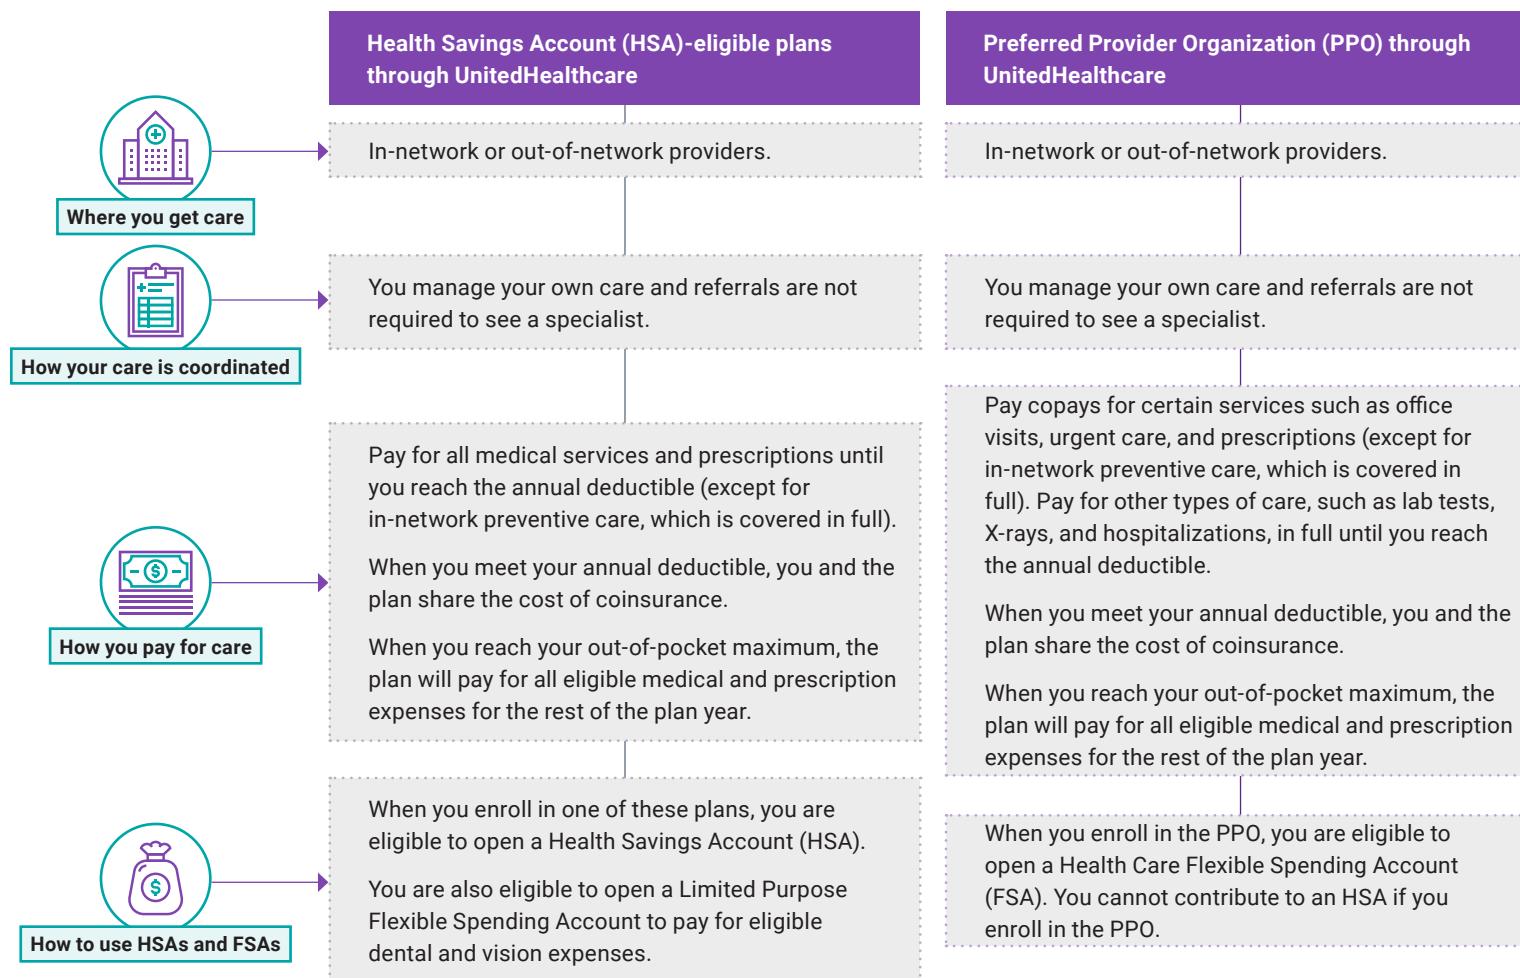 Health Savings Account (HSA)-eligible plans
through UnitedHealthcare
Preferred Provider Organization (PPO) through
UnitedHealthcare
Where you get care
In-network or out-of-network providers.
In-network or out-of-network providers.
How your care is coordinated
You manage your own care and referrals are not
required to see a specialist.
You manage your own care and referrals are not
required to see a specialist.
How you pay for care
Pay for all medical services and prescriptions until
you reach the annual deductible (except for
in-network preventive care, which is covered in full).
When you meet your annual deductible, you and the
plan share the cost of coinsurance.
When you reach your out-of-pocket maximum, the
plan will pay for all eligible medical and prescription
expenses for the rest of the plan year.
Pay copays for certain services such as office
visits, urgent care, and prescriptions (except for
in-network preventive care, which is covered in
full). Pay for other types of care, such as lab tests,
X-rays, and hospitalizations, in full until you reach
the annual deductible.
When you meet your annual deductible, you and the
plan share the cost of coinsurance.
When you reach your out-of-pocket maximum, the
plan will pay for all eligible medical and prescription
expenses for the rest of the plan year.
How to use HSAs and FSAs
When you enroll in one of these plans, you are
eligible to open a Health Savings Account (HSA).
You are also eligible to open a Limited Purpose
Flexible Spending Account to pay for eligible
dental and vision expenses.
When you enroll in the PPO, you are eligible to
open a Health Care Flexible Spending Account
(FSA). You cannot contribute to an HSA if you
enroll in the PPO.